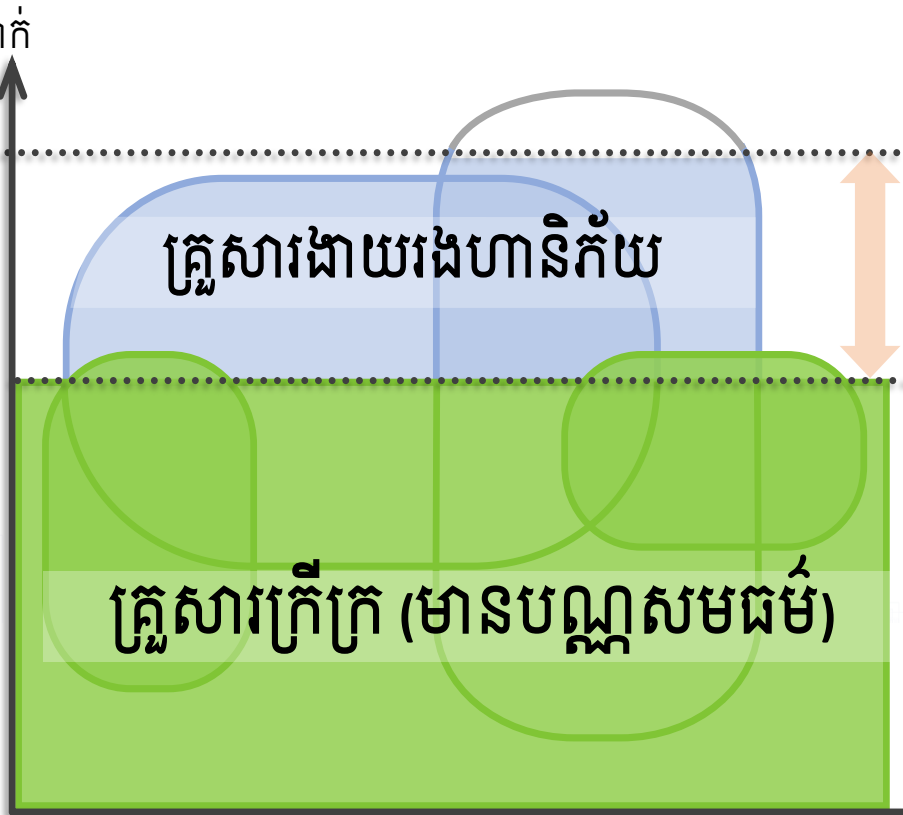 គ្រួសារងាយរងហានិភ័យ
គ្រួសារក្រីក្រ (មានបណ្ណសមធម៌)